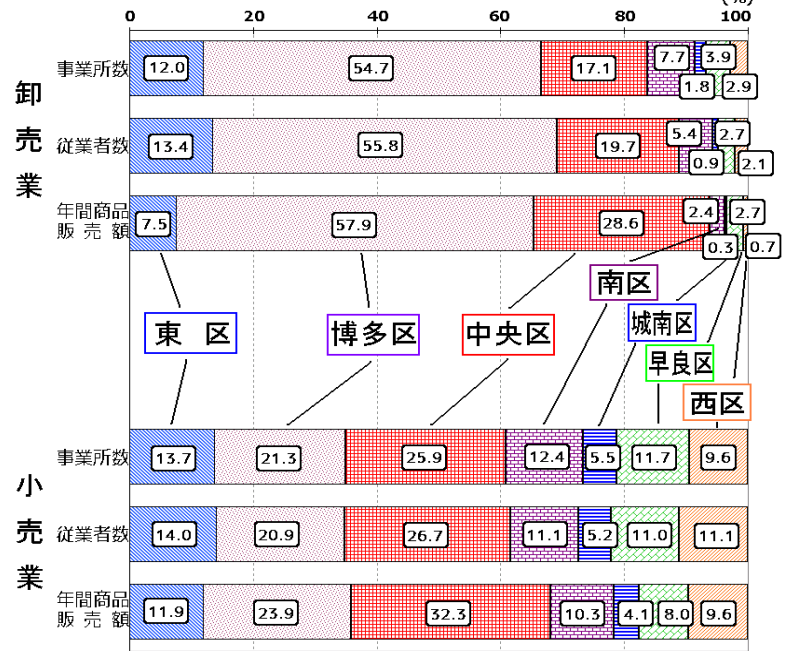 (%)
0 20 40 60 80 100
卸売業
事業所数 12.0 54.7 17.1 7.7 1.8 3.9 2.9
従業者数 13.4 55.8 19.7 5.4 0.9 2.7 2.1
年間商品
販売額 7.5 57.9 28.6 2.4 0.3 2.7 0.7
東 区 博多区 中央区 南区 城南区 早良区 西区
小売業
事業所数 13.7 21.3 25.9 12.4 5.5 11.7 9.6
従業者数 14.0 20.9 26.7 11.1 5.2 11.0 11.1
年間商品
販売額 11.9 23.9 32.3 10.3 4.1 8.0 9.6